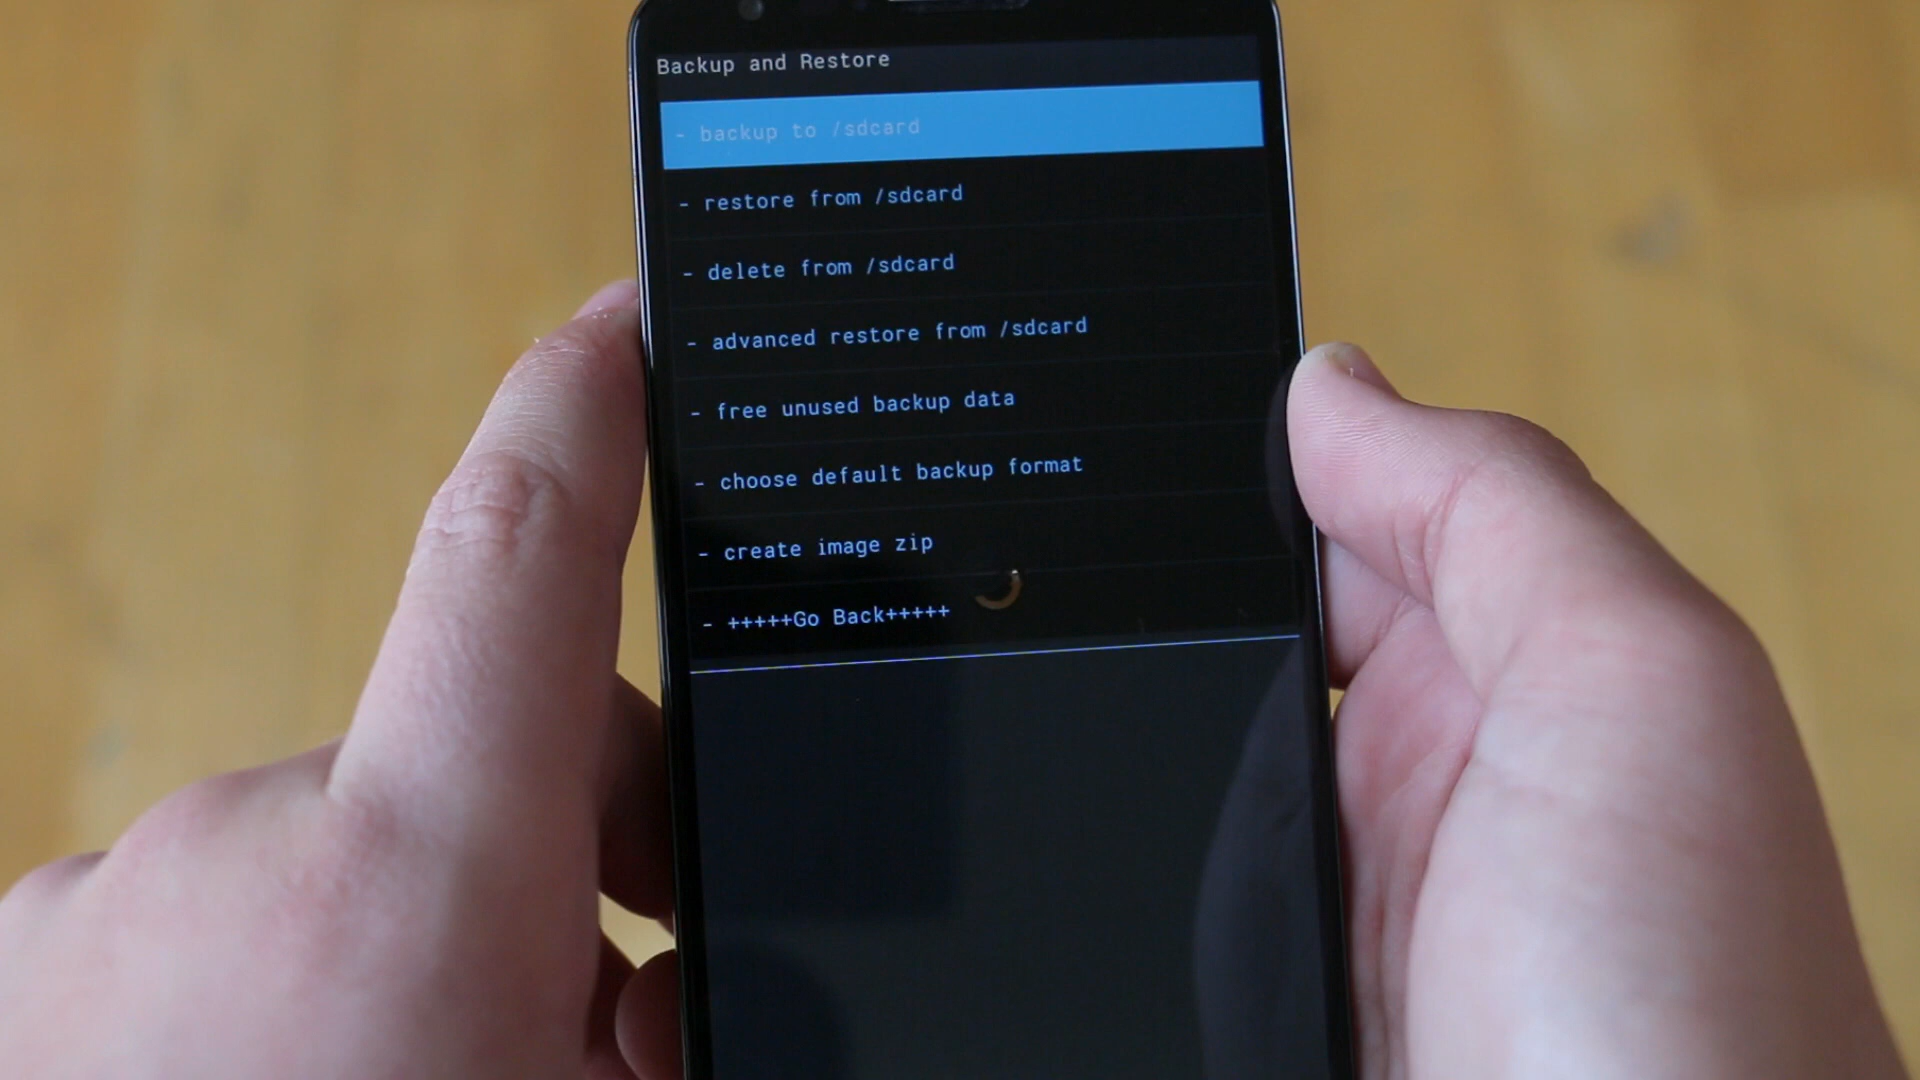 Backup and Restore
- backup to /sdcard
- restore from /sdcard
- delete from /sdcard
- advanced restore from /sdcard
- free unused backup data
- choose default backup format
- create image zip
- +++++Go Back+++++